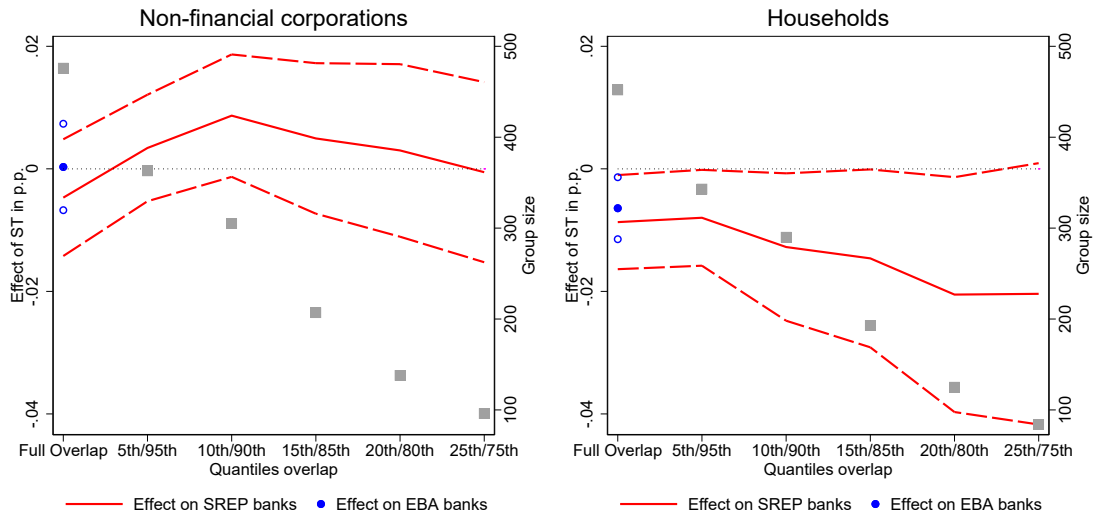 Non-financial corporations
Effect of ST in p.p.
.02
0
-.02
-.04
500
400
300
200
100
Group size
Full Overlap 5th/95th 10th/90th 15th/85th 20th/80th 25th/75th
Quantiles overlap
Effect on SREP banks Effect on EBA banks
Households
Effect of ST in p.p.
.02
0
-.02
-.04
500
400
300
200
100
Group size
Full Overlap 5th/95th 10th/90th 15th/85th 20th/80th 25th/75th
Quantiles overlap
Effect on SREP banks Effect on EBA banks